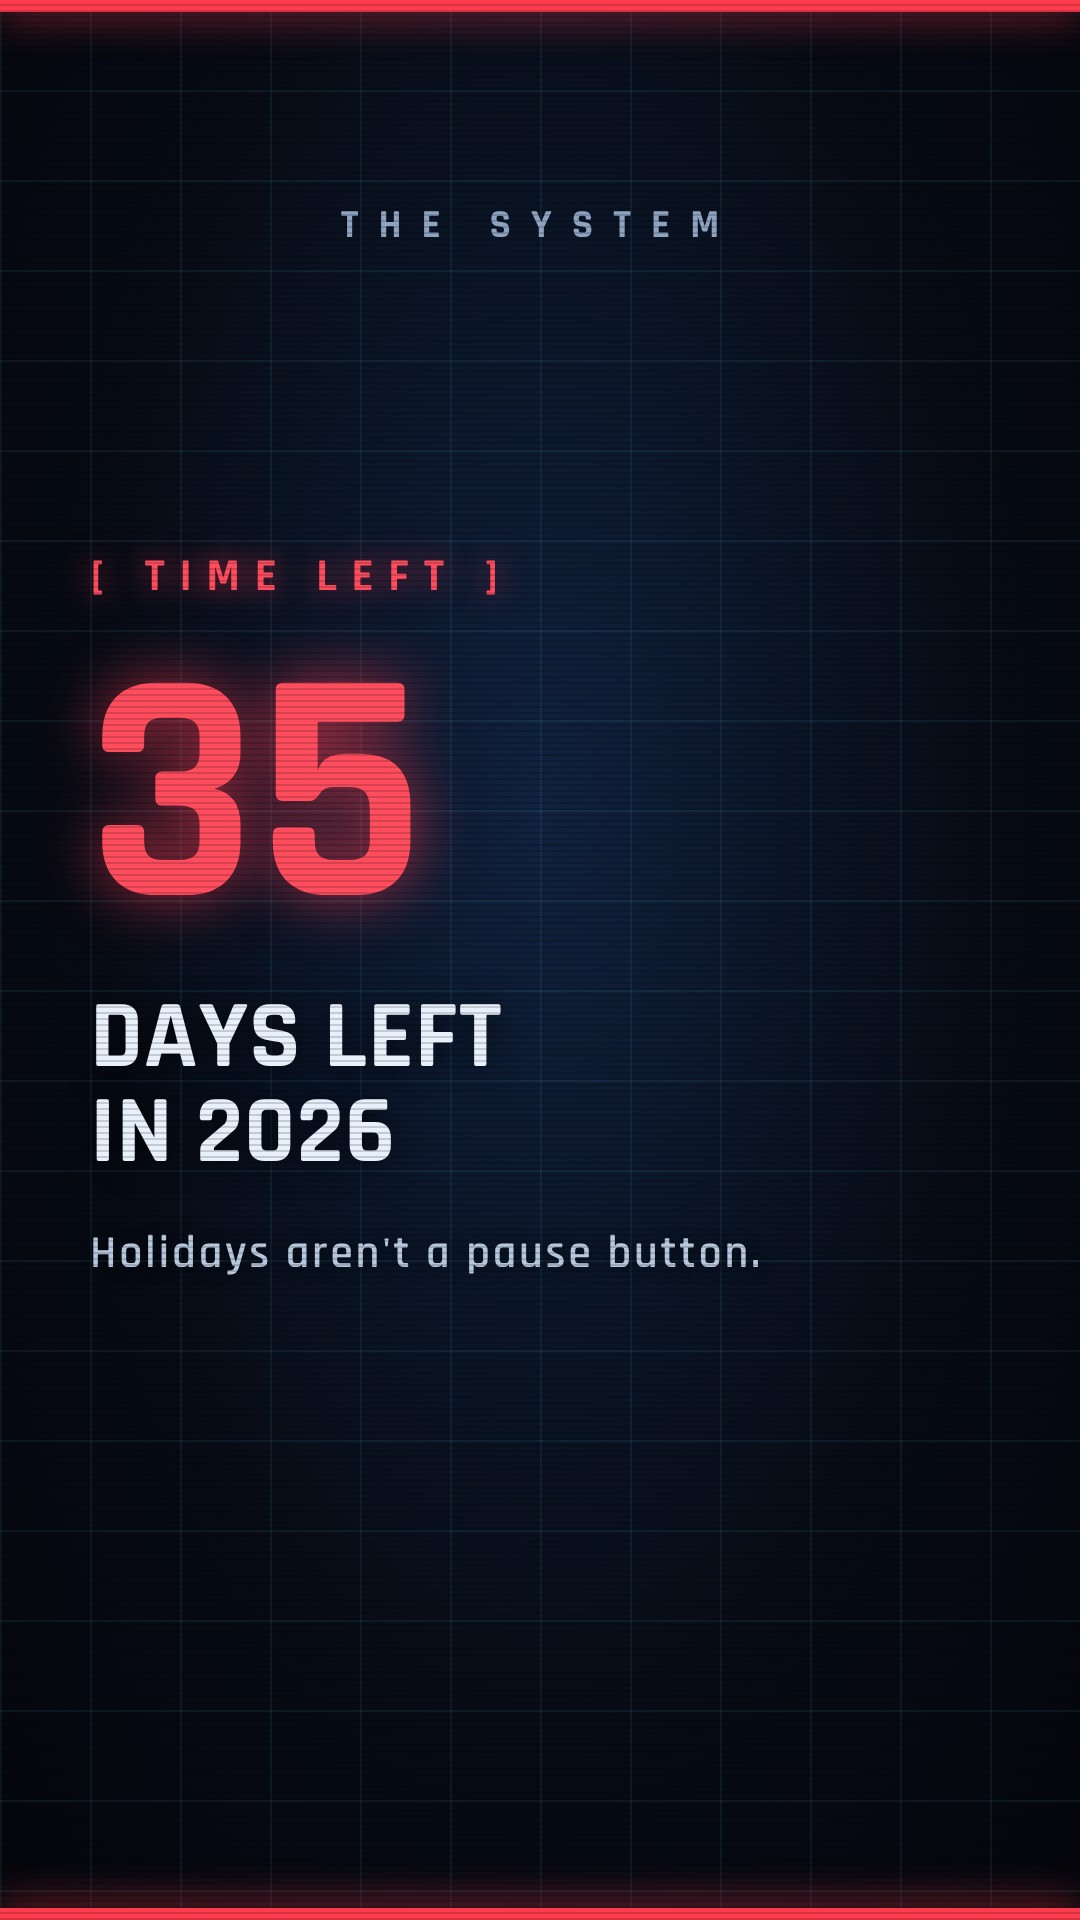 THE SYSTEM
[ TIME LEFT ]
35
DAYS LEFT
IN 2026
Holidays aren't a pause button.